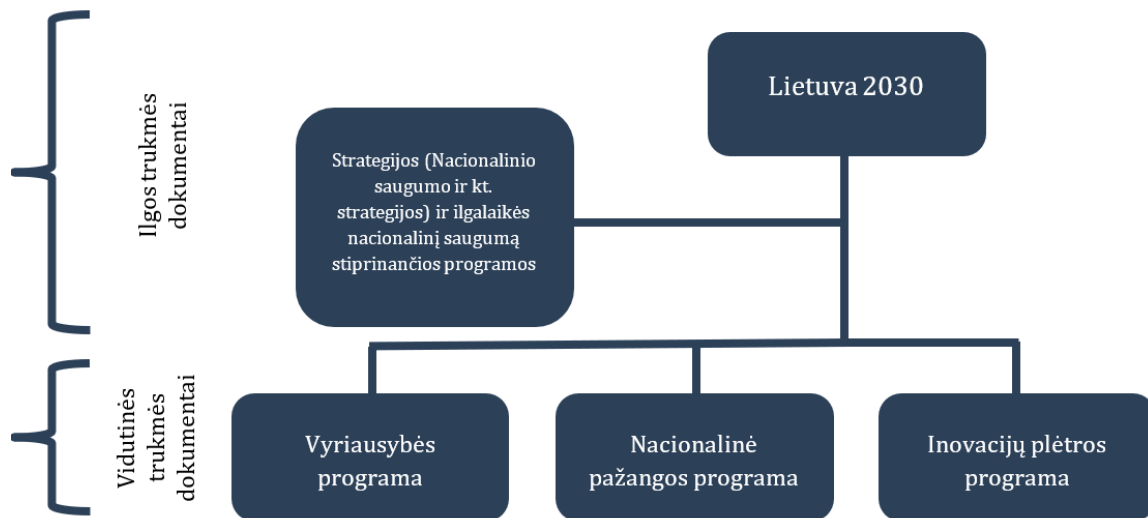 Lietuva 2030
Ilgos trukmės
dokumentai
Strategijos (Nacionalinio
saugumo ir kt.
strategijos) ir ilgalaikės
nacionalinį saugumą
stiprinančios programos
Vidutinės
trukmės
dokumentai
Vyriausybės
programa
Nacionalinė
pažangos programa
Inovacijų plėtros
programa